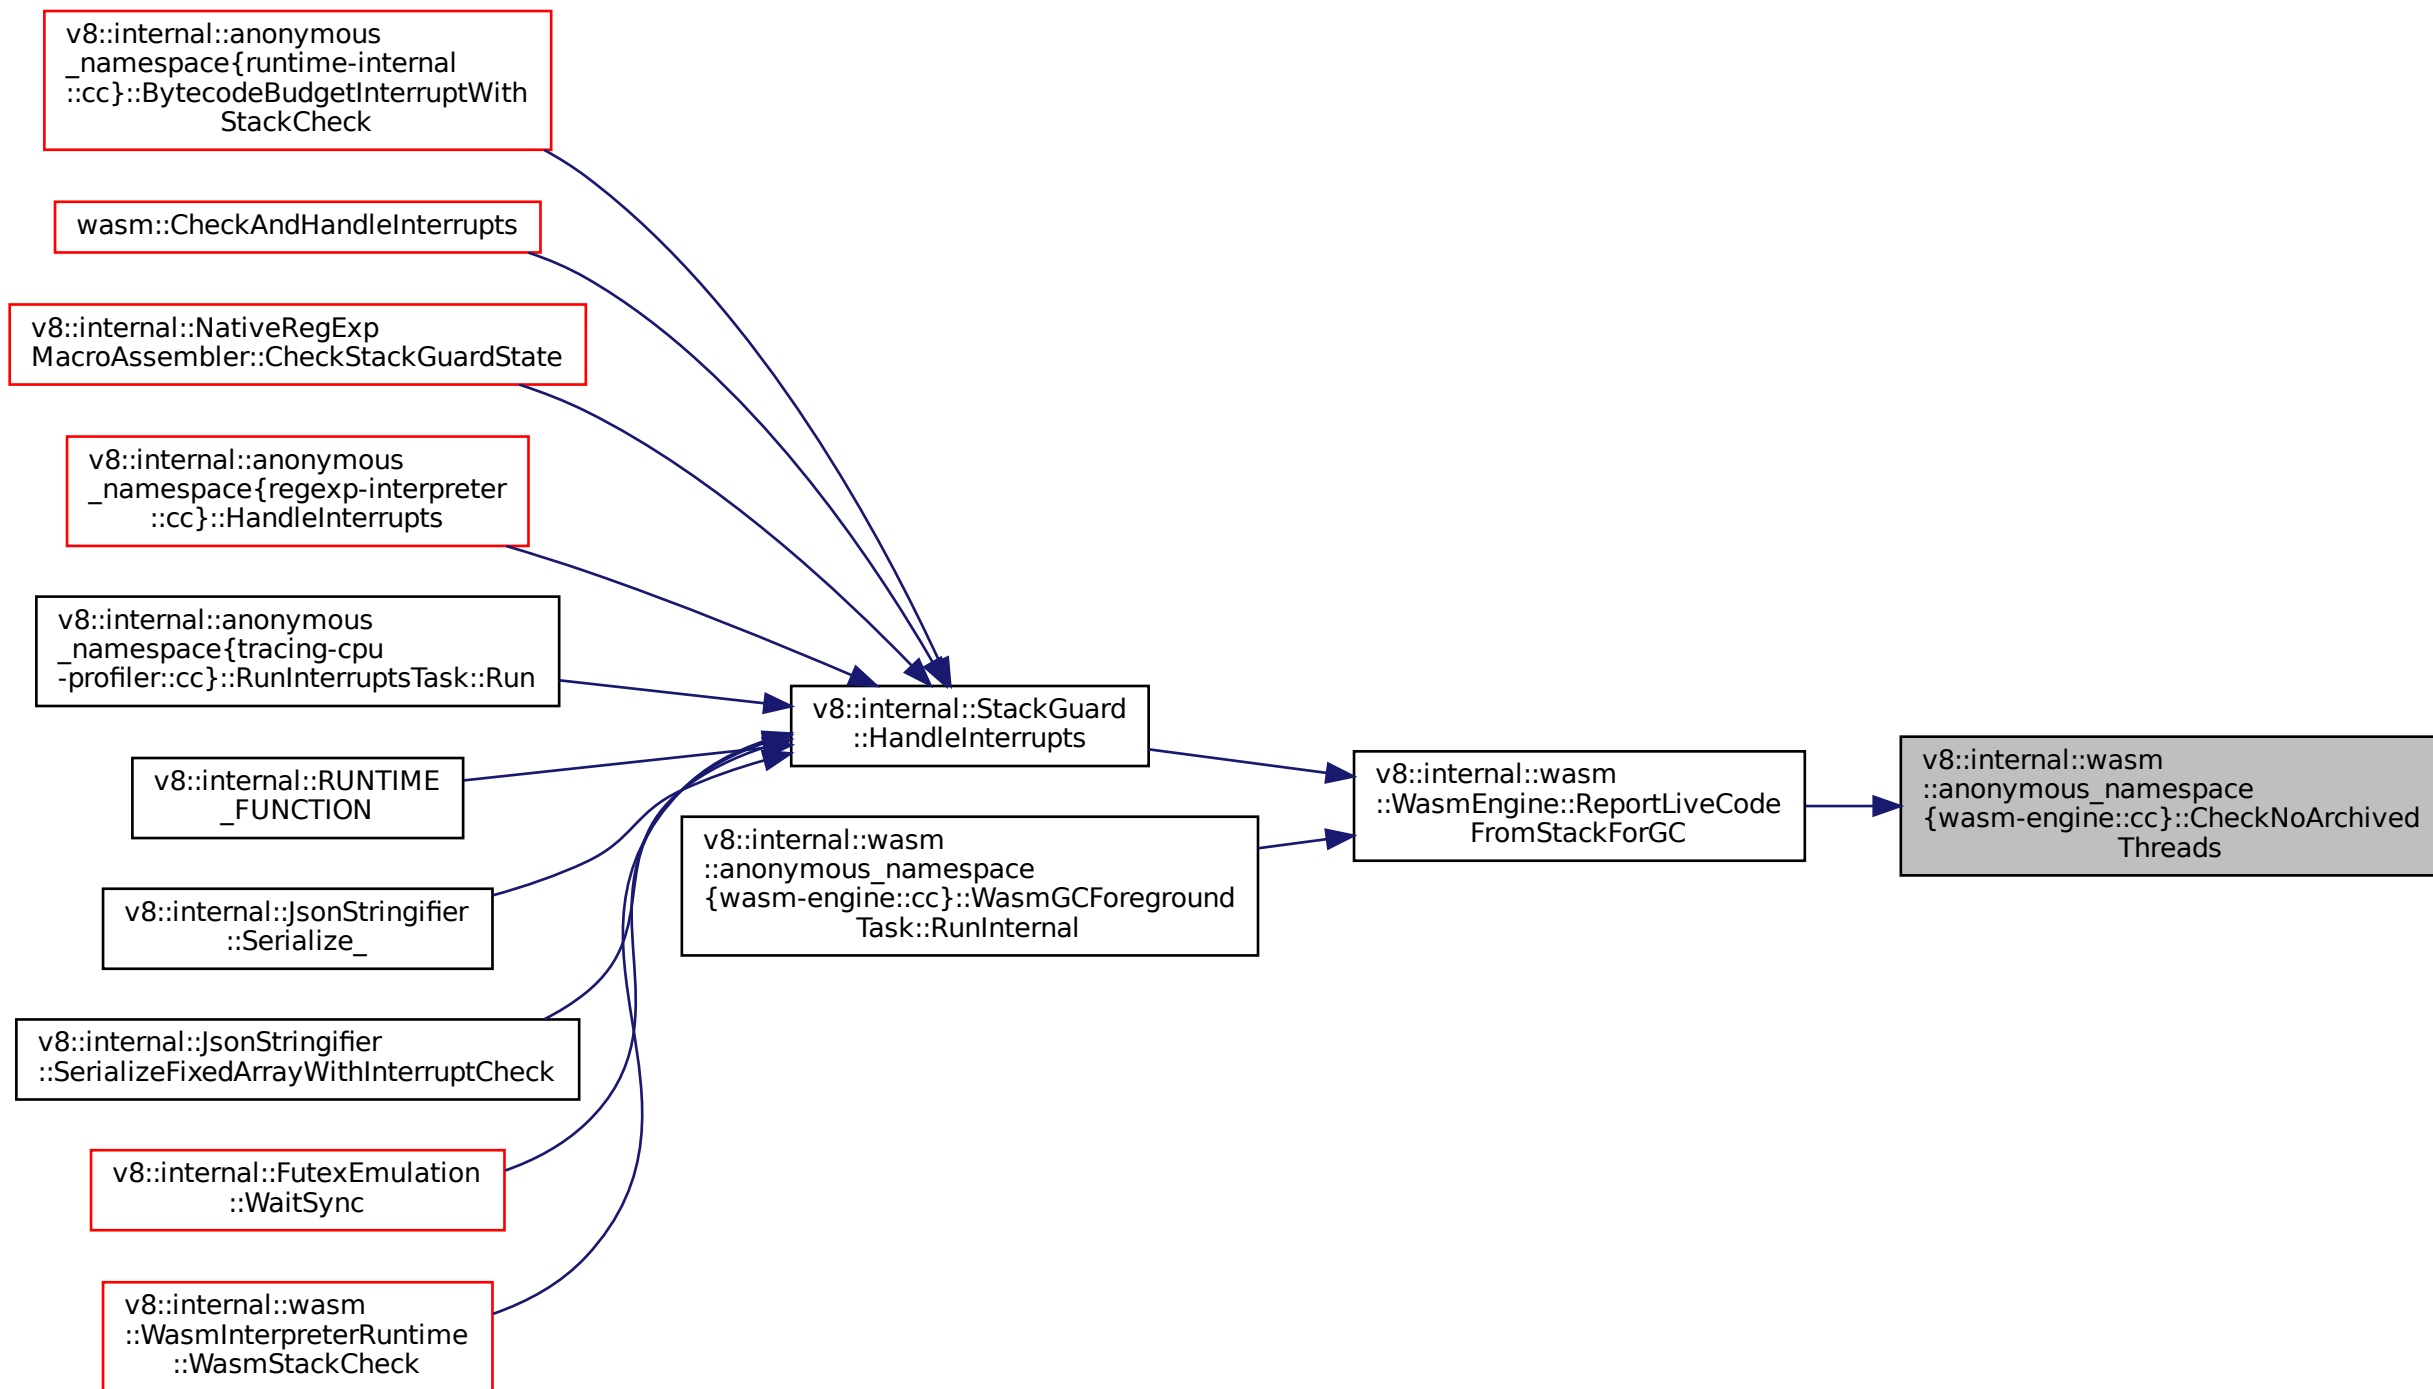 v8::internal::anonymous
_namespace{runtime-internal
::cc}::BytecodeBudgetInterruptWith
StackCheck
wasm::CheckAndHandleInterrupts
v8::internal::NativeRegExp
MacroAssembler::CheckStackGuardState
v8::internal::anonymous
_namespace{regexp-interpreter
::cc}::HandleInterrupts
v8::internal::anonymous
_namespace{tracing-cpu
-profiler::cc}::RunInterruptsTask::Run
v8::internal::RUNTIME
_FUNCTION
v8::internal::JsonStringifier
::Serialize_
v8::internal::JsonStringifier
::SerializeFixedArrayWithInterruptCheck
v8::internal::FutexEmulation
::WaitSync
v8::internal::wasm
::WasmInterpreterRuntime
::WasmStackCheck
v8::internal::StackGuard
::HandleInterrupts
v8::internal::wasm
::anonymous_namespace
{wasm-engine::cc}::WasmGCForeground
Task::RunInternal
v8::internal::wasm
::WasmEngine::ReportLiveCode
FromStackForGC
v8::internal::wasm
::anonymous_namespace
{wasm-engine::cc}::CheckNoArchived
Threads